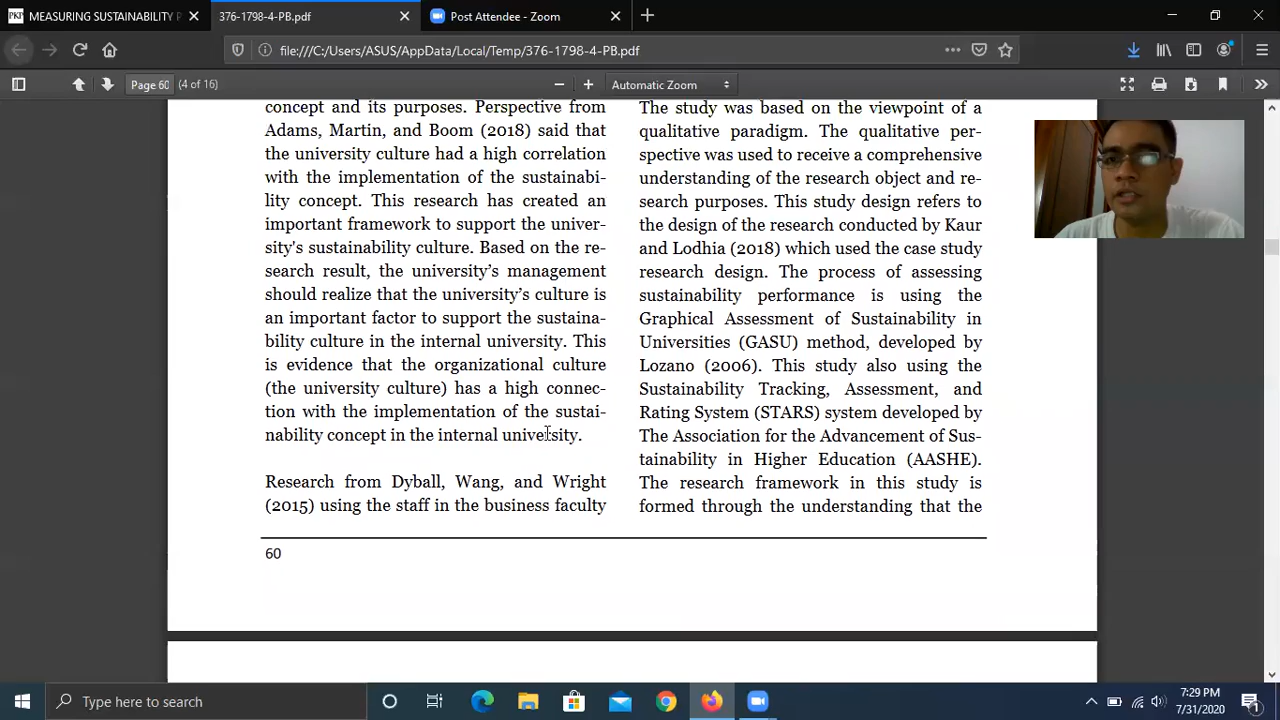 PKP MEASURING SUSTAINABILITY P
376-1798-4-PB.pdf
Post Attendee - Zoom
file:///C:/Users/ASUS/AppData/Local/Temp/376-1798-4-PB.pdf
Page 60 (4 of 16)
Automatic Zoom
concept and its purposes. Perspective from
Adams, Martin, and Boom (2018) said that
the university culture had a high correlation
with the implementation of the sustainabi-
lity concept. This research has created an
important framework to support the univer-
sity's sustainability culture. Based on the re-
search result, the university’s management
should realize that the university’s culture is
an important factor to support the sustaina-
bility culture in the internal university. This
is evidence that the organizational culture
(the university culture) has a high connec-
tion with the implementation of the sustai-
nability concept in the internal university.
Research from Dyball, Wang, and Wright
(2015) using the staff in the business faculty
The study was based on the viewpoint of a
qualitative paradigm. The qualitative per-
spective was used to receive a comprehensive
understanding of the research object and re-
search purposes. This study design refers to
the design of the research conducted by Kaur
and Lodhia (2018) which used the case study
research design. The process of assessing
sustainability performance is using the
Graphical Assessment of Sustainability in
Universities (GASU) method, developed by
Lozano (2006). This study also using the
Sustainability Tracking, Assessment, and
Rating System (STARS) system developed by
The Association for the Advancement of Sus-
tainability in Higher Education (AASHE).
The research framework in this study is
formed through the understanding that the
60
Type here to search
7:29 PM
7/31/2020
1